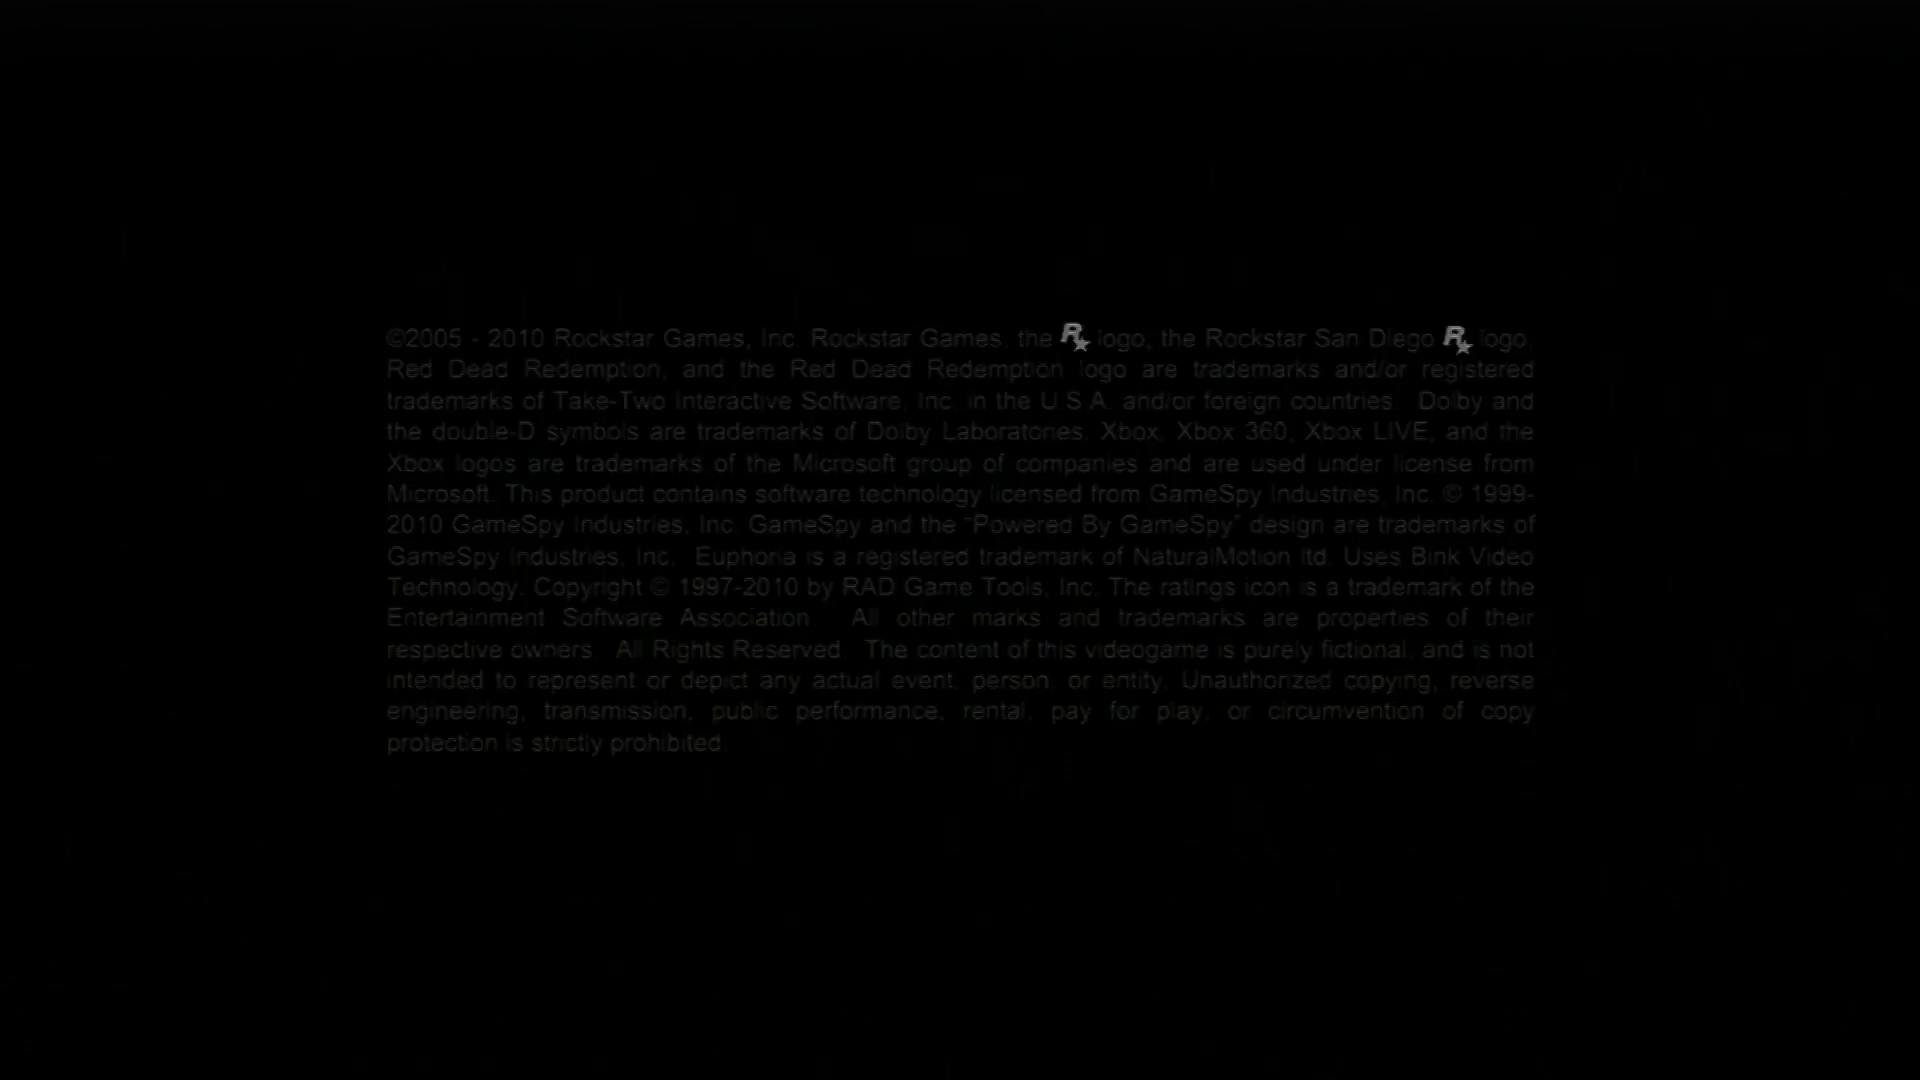 ©2005 - 2010 Rockstar Games, Inc. Rockstar Games, the R logo, the Rockstar San Diego R logo,
Red Dead Redemption, and the Red Dead Redemption logo are trademarks and/or registered
trademarks of Take-Two Interactive Software, Inc. in the U.S.A. and/or foreign countries. Dolby and
the double-D symbols are trademarks of Dolby Laboratories. Xbox, Xbox 360, Xbox LIVE, and the
Xbox logos are trademarks of the Microsoft group of companies and are used under license from
Microsoft. This product contains software technology licensed from GameSpy Industries, Inc. © 1999-
2010 GameSpy Industries, Inc. GameSpy and the "Powered By GameSpy" design are trademarks of
GameSpy Industries, Inc. Euphoria is a registered trademark of NaturalMotion ltd. Uses Bink Video
Technology. Copyright © 1997-2010 by RAD Game Tools, Inc. The ratings icon is a trademark of the
Entertainment Software Association. All other marks and trademarks are properties of their
respective owners. All Rights Reserved. The content of this videogame is purely fictional, and is not
intended to represent or depict any actual event, person, or entity. Unauthorized copying, reverse
engineering, transmission, public performance, rental, pay for play, or circumvention of copy
protection is strictly prohibited.